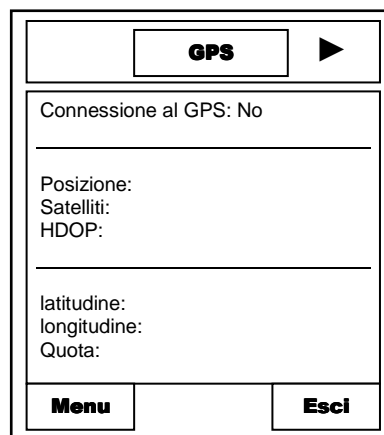 GPS
Connessione al GPS: No
Posizione:
Satelliti:
HDOP:
latitudine:
longitudine:
Quota:
Menu Esci